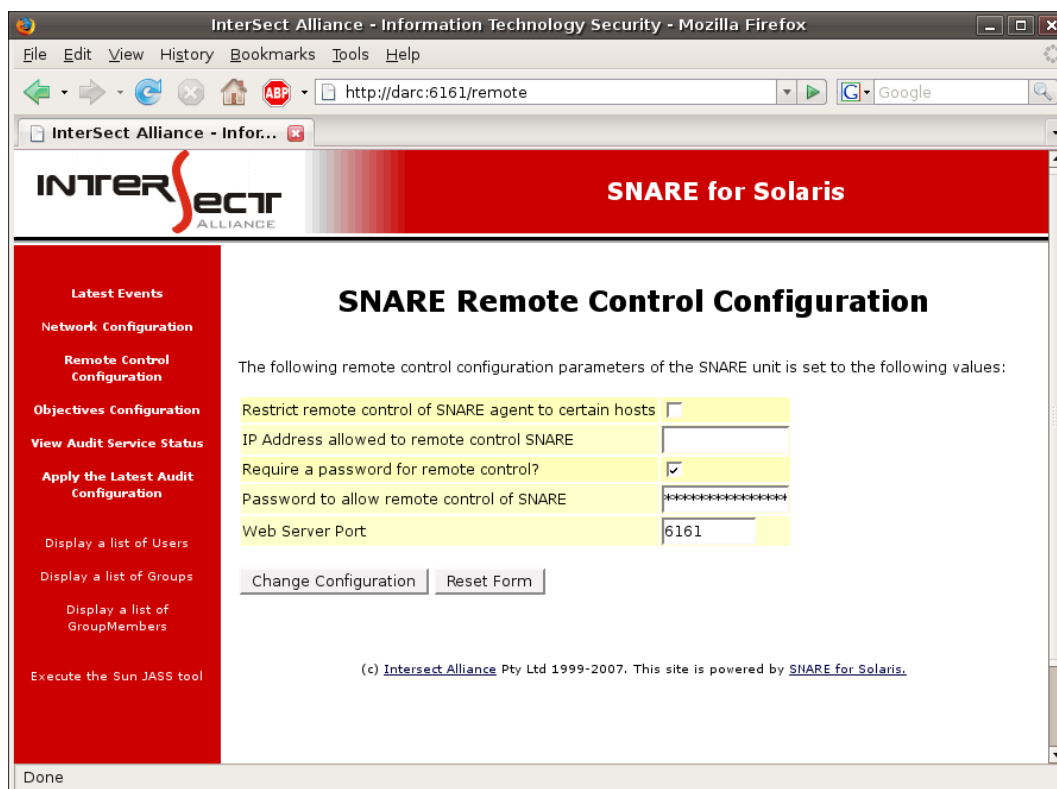 InterSect Alliance - Information Technology Security - Mozilla Firefox
File Edit View History Bookmarks Tools Help
ABP http://darc:6161/remote G Google
InterSect Alliance - Infor...
INTERSECT
ALLIANCE
SNARE for Solaris
Latest Events
Network Configuration
Remote Control
Configuration
Objectives Configuration
View Audit Service Status
Apply the Latest Audit
Configuration
Display a list of Users
Display a list of Groups
Display a list of
GroupMembers
Execute the Sun JASS tool
SNARE Remote Control Configuration
The following remote control configuration parameters of the SNARE unit is set to the following values:
Restrict remote control of SNARE agent to certain hosts
IP Address allowed to remote control SNARE
Require a password for remote control?
Password to allow remote control of SNARE ****************
Web Server Port 6161
Change Configuration Reset Form
(c) Intersect Alliance Pty Ltd 1999-2007. This site is powered by SNARE for Solaris.
Done